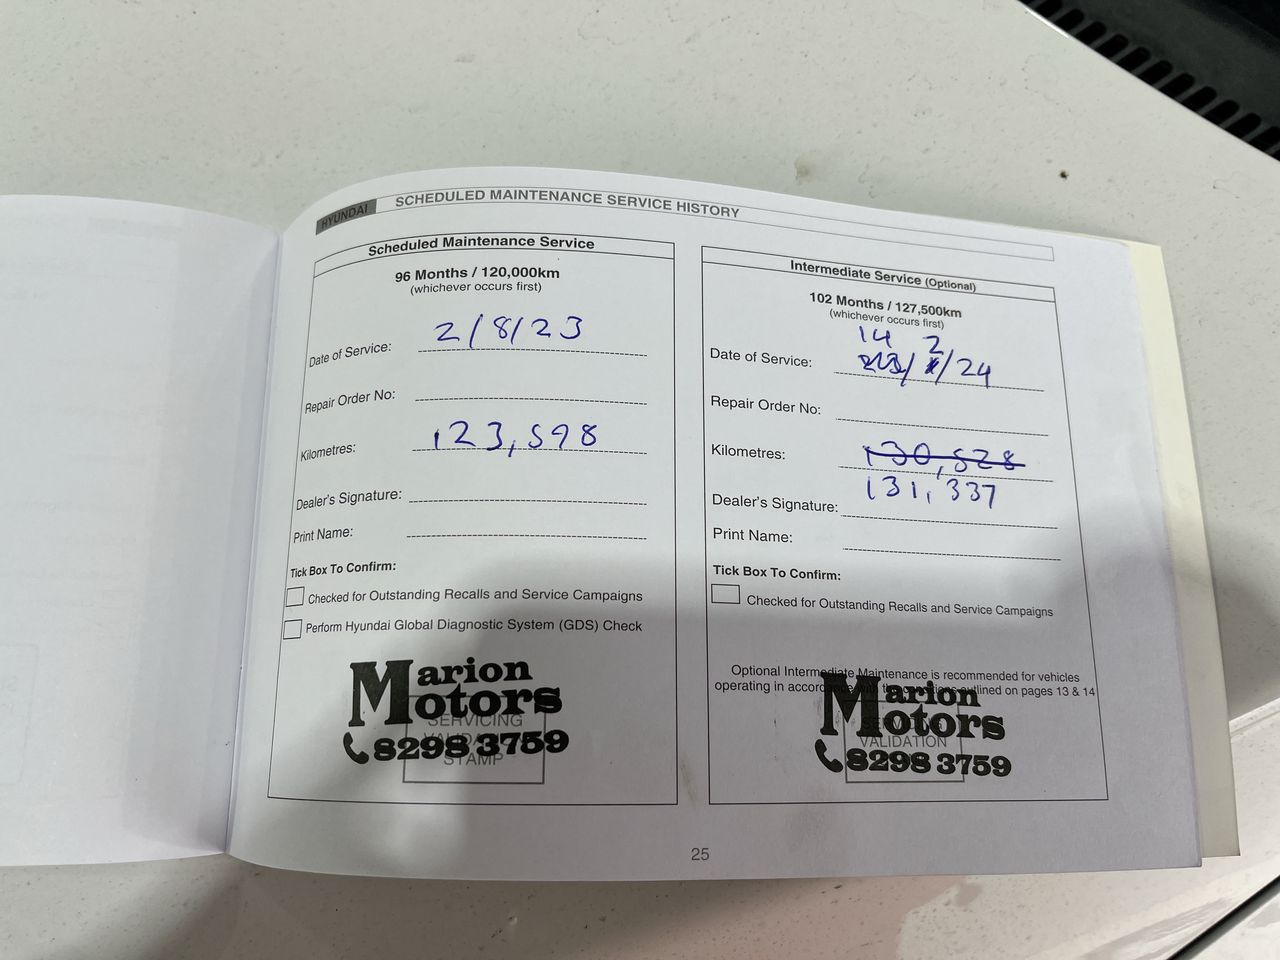 HYUNDAI SCHEDULED MAINTENANCE SERVICE HISTORY
Scheduled Maintenance Service
96 Months / 120,000km
(whichever occurs first)
Date of Service: 2/8/23
Repair Order No:
Kilometres: 123,598
Dealer's Signature:
Print Name:
Tick Box To Confirm:
Checked for Outstanding Recalls and Service Campaigns
Perform Hyundai Global Diagnostic System (GDS) Check
Marion
Motors
SERVICING
VALIDATION
STAMP
8298 3759
Intermediate Service (Optional)
102 Months / 127,500km
(whichever occurs first)
14 2
Date of Service: / /24
Repair Order No:
Kilometres: 130,528
131,337
Dealer's Signature:
Print Name:
Tick Box To Confirm:
Checked for Outstanding Recalls and Service Campaigns
Optional Intermediate Maintenance is recommended for vehicles
operating in accordance with the outlined on pages 13 & 14
Marion
Motors
VALIDATION
8298 3759
25